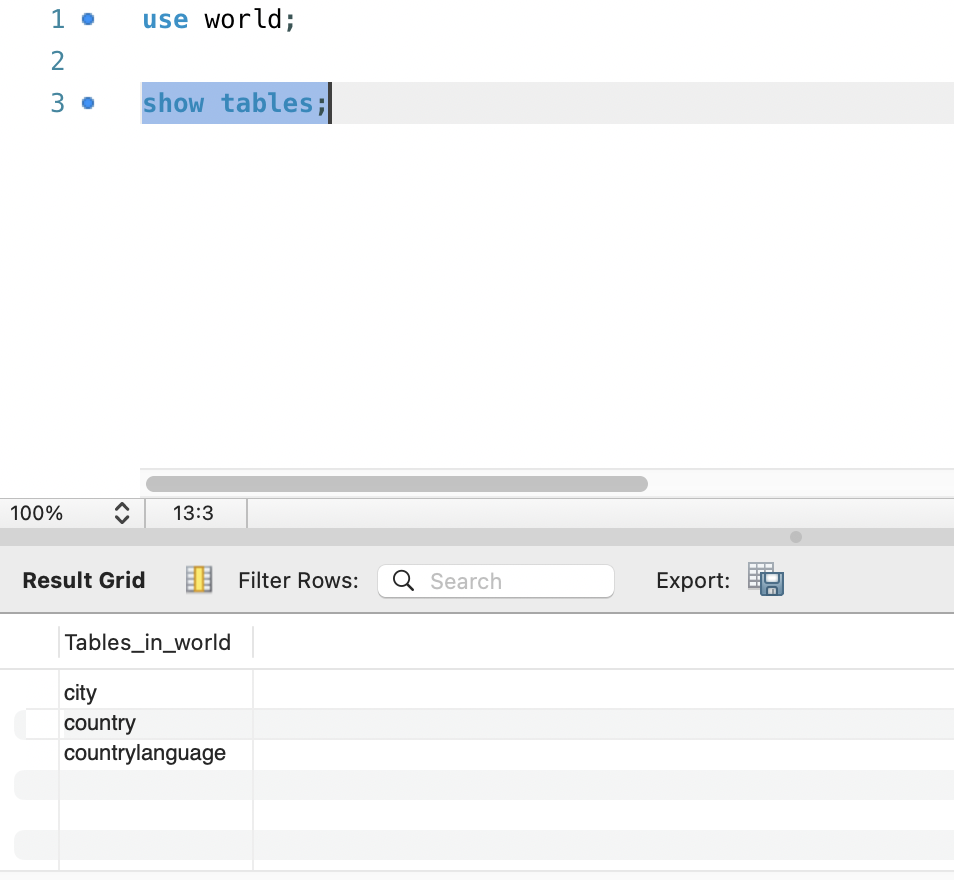 1 use world;
2
3 show tables;
100% 13:3
Result Grid Filter Rows: Search Export:
Tables_in_world
city
country
countrylanguage